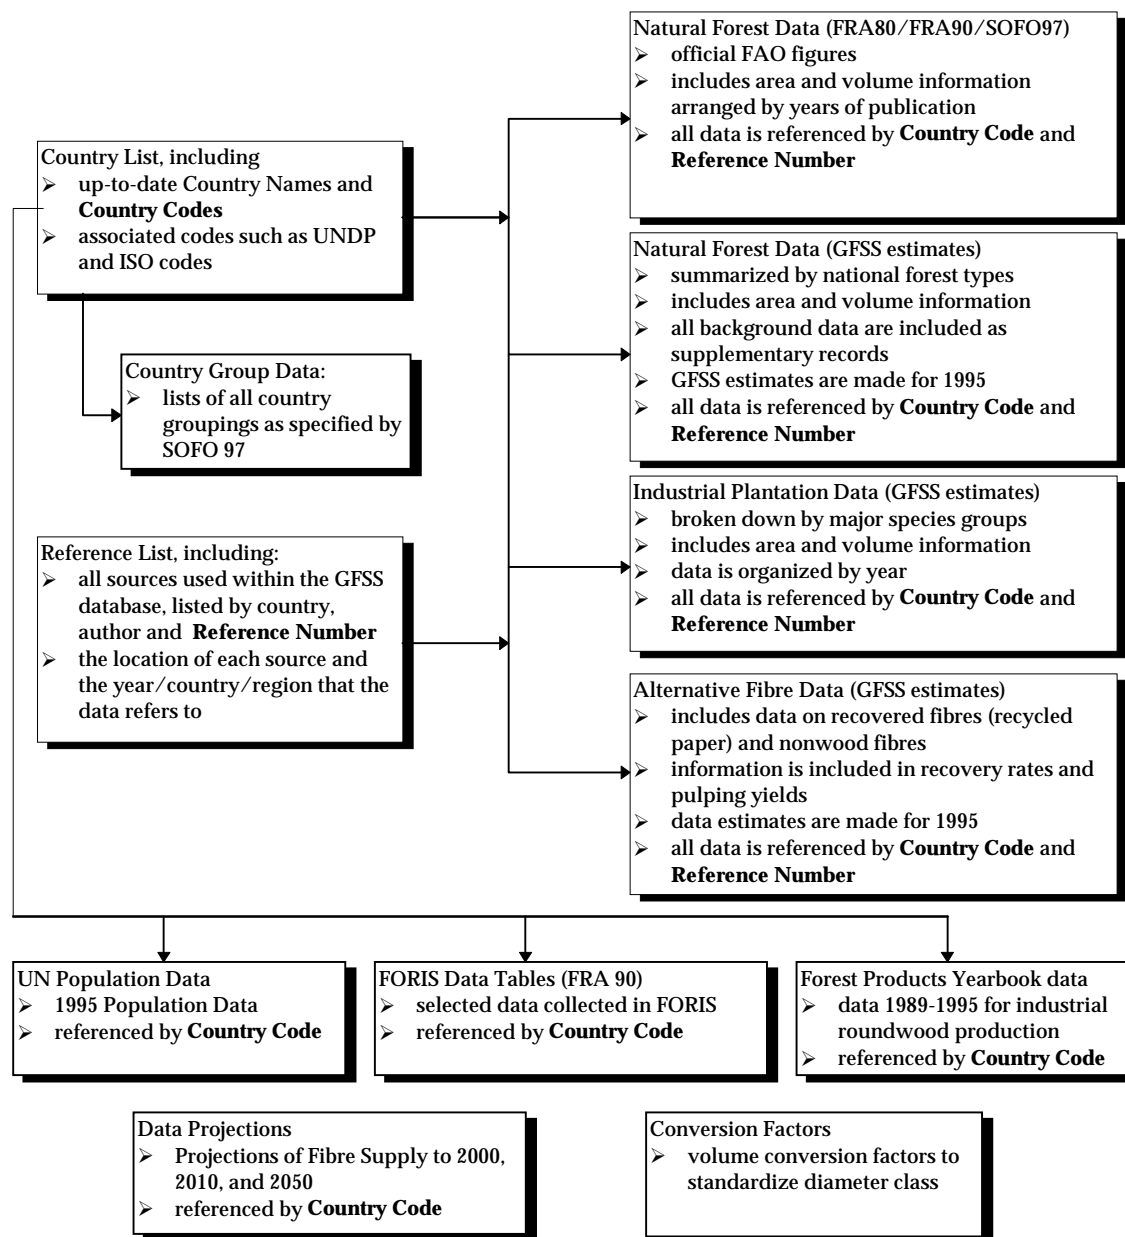 Natural Forest Data (FRA80/FRA90/SOFO97)
➢ official FAO figures
➢ includes area and volume information
arranged by years of publication
➢ all data is referenced by Country Code and
Reference Number
Country List, including
➢ up-to-date Country Names and
Country Codes
➢ associated codes such as UNDP
and ISO codes
Natural Forest Data (GFSS estimates)
➢ summarized by national forest types
➢ includes area and volume information
➢ all background data are included as
supplementary records
➢ GFSS estimates are made for 1995
➢ all data is referenced by Country Code and
Reference Number
Country Group Data:
➢ lists of all country
groupings as specified by
SOFO 97
Industrial Plantation Data (GFSS estimates)
➢ broken down by major species groups
➢ includes area and volume information
➢ data is organized by year
➢ all data is referenced by Country Code and
Reference Number
Reference List, including:
➢ all sources used within the GFSS
database, listed by country,
author and Reference Number
➢ the location of each source and
the year/country/region that the
data refers to
Alternative Fibre Data (GFSS estimates)
➢ includes data on recovered fibres (recycled
paper) and nonwood fibres
➢ information is included in recovery rates and
pulping yields
➢ data estimates are made for 1995
➢ all data is referenced by Country Code and
Reference Number
UN Population Data
➢ 1995 Population Data
➢ referenced by Country Code
FORIS Data Tables (FRA 90)
➢ selected data collected in FORIS
➢ referenced by Country Code
Forest Products Yearbook data
➢ data 1989-1995 for industrial
roundwood production
➢ referenced by Country Code
Data Projections
➢ Projections of Fibre Supply to 2000,
2010, and 2050
➢ referenced by Country Code
Conversion Factors
➢ volume conversion factors to
standardize diameter class